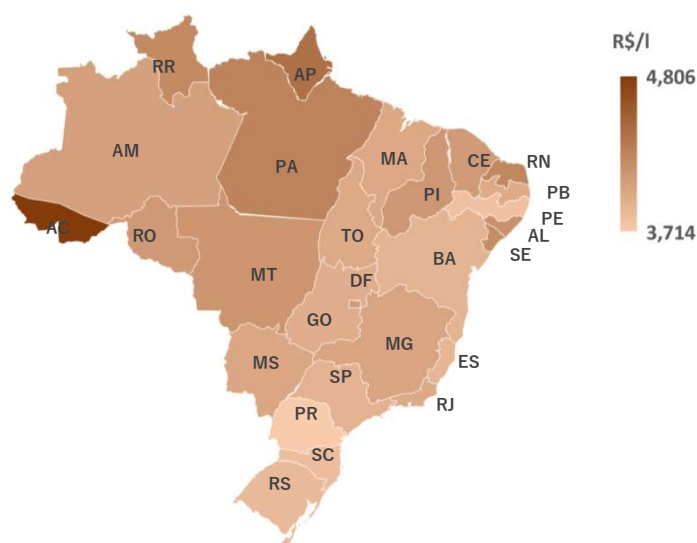 R$/l
4,806
3,714
RR
AP
AM
PA
MA
CE
RN
PI
PB
PE
AL
SE
AC
RO
TO
BA
MT
DF
GO
MG
ES
MS
SP
RJ
PR
SC
RS